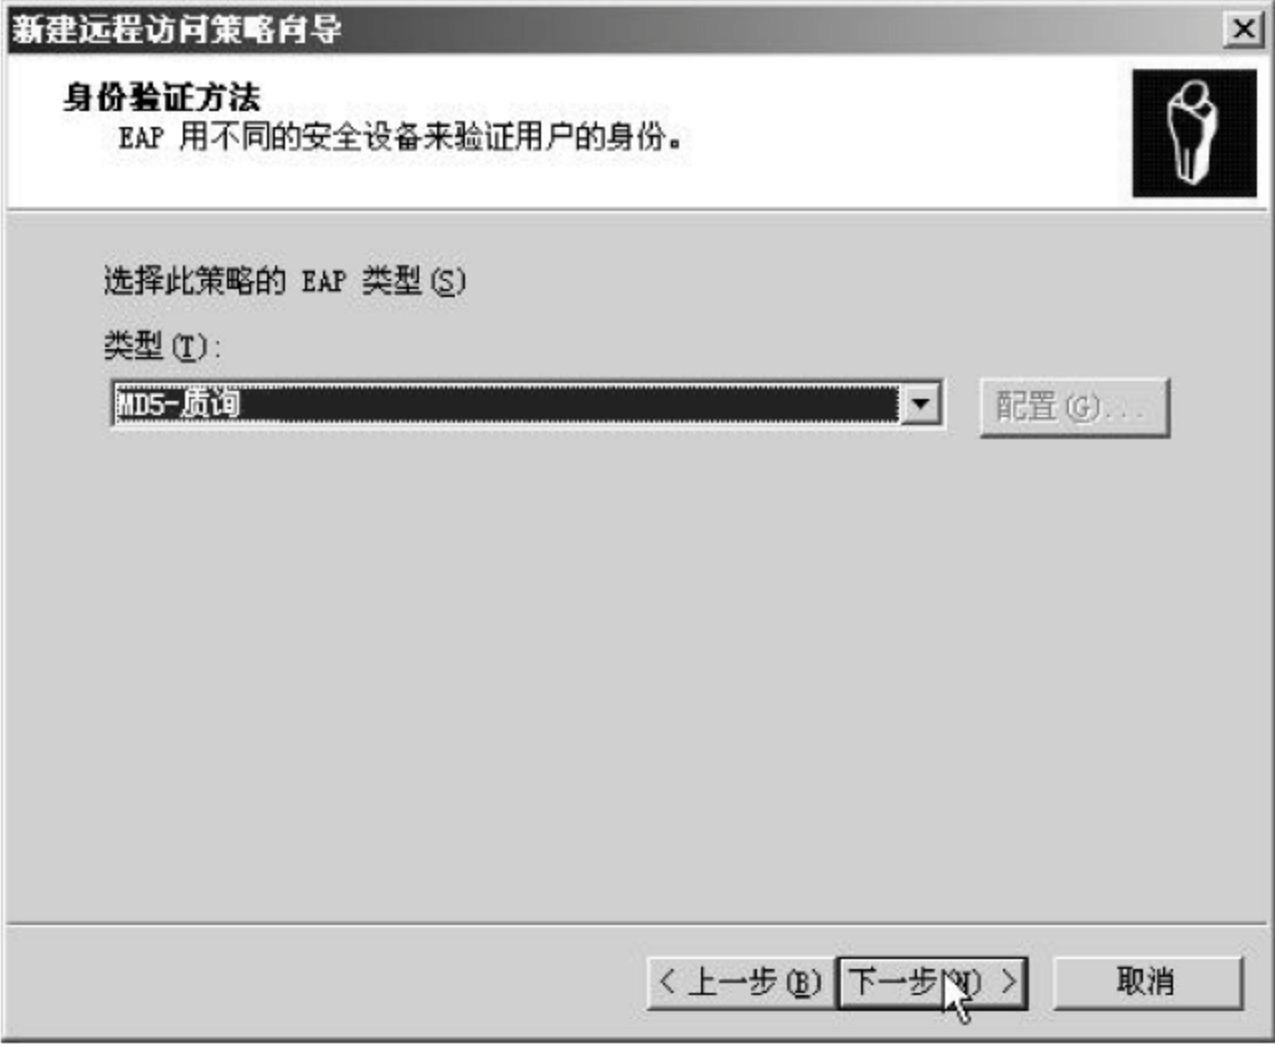 新建远程访问策略向导
身份验证方法
EAP 用不同的安全设备来验证用户的身份。
选择此策略的 EAP 类型(S)
类型(T):
MD5-质询
配置(G)...
< 上一步(B)
下一步(N) >
取消